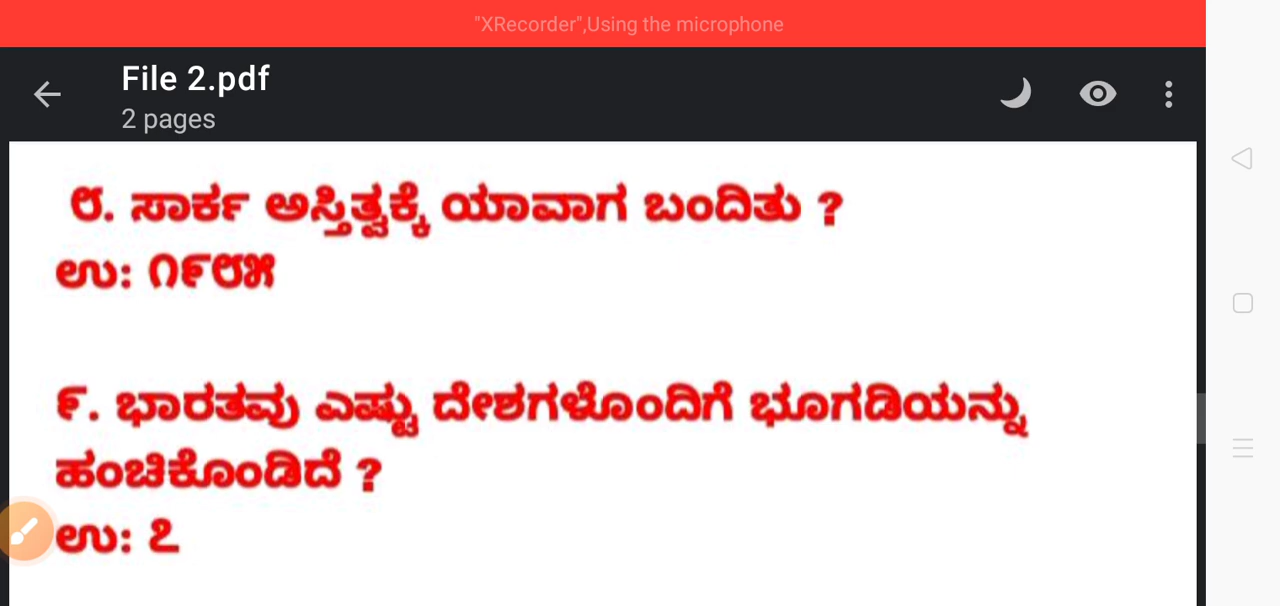 "XRecorder",Using the microphone
File 2.pdf
2 pages
೮. ಸಾರ್ಕ ಅಸ್ತಿತ್ವಕ್ಕೆ ಯಾವಾಗ ಬಂದಿತು ?
ಉ: ೧೯೮೫
೯. ಭಾರತವು ಎಷ್ಟು ದೇಶಗಳೊಂದಿಗೆ ಭೂಗಡಿಯನ್ನು
ಹಂಚಿಕೊಂಡಿದೆ ?
ಉ: ೭